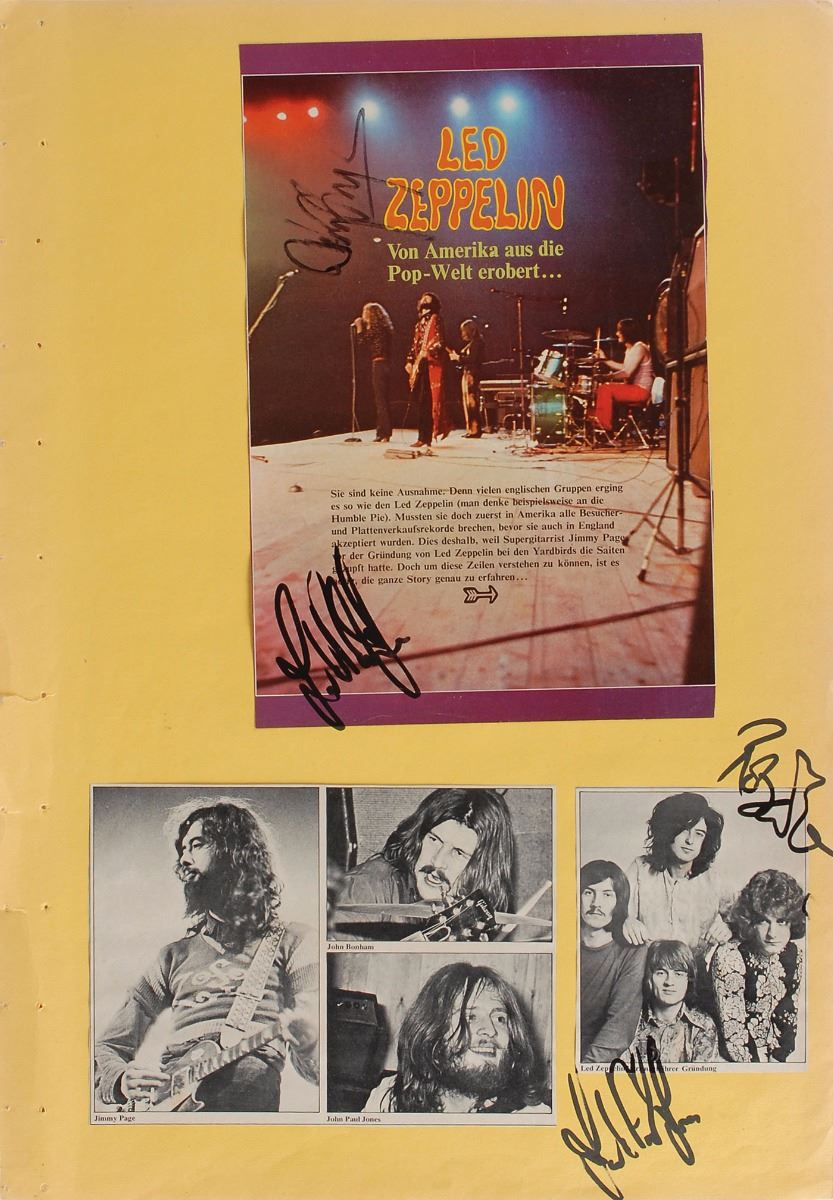 LED
ZEPPELIN
Von Amerika aus die
Pop-Welt erobert...
Sie sind keine Ausnahme. Denn vielen englischen Gruppen erging
es so wie den Led Zeppelin (man denke beispielsweise an die
Humble Pie). Mussten sie doch zuerst in Amerika alle Besucher-
und Plattenverkaufsrekorde brechen, bevor sie auch in England
akzeptiert wurden. Dies deshalb, weil Supergitarrist Jimmy Page
der Gründung von Led Zeppelin bei den Yardbirds die Saiten
hatte. Doch um diese Zeilen verstehen zu können, ist es
die ganze Story genau zu erfahren...
Gibson
John Bonham
Jimmy Page
John Paul Jones
Led Zeppelin ihrer Gründung